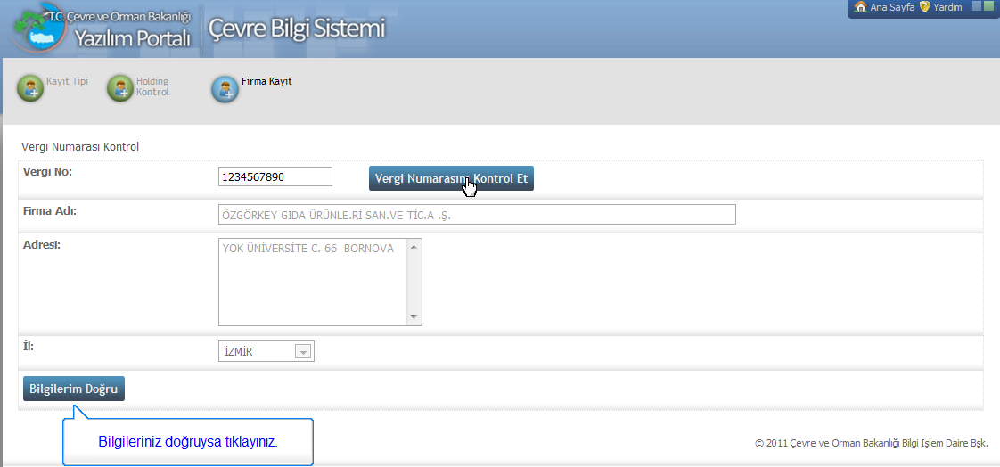 T.C. Çevre ve Orman Bakanlığı
Yazılım Portalı
Çevre Bilgi Sistemi
Ana Sayfa
Yardım
Kayıt Tipi
Holding
Kontrol
Firma Kayıt
Vergi Numarasi Kontrol
Vergi No:
1234567890
Vergi Numarasını Kontrol Et
Firma Adı:
ÖZGÖRKEY GIDA ÜRÜNLE.Rİ SAN.VE TİC.A .Ş.
Adresi:
YOK ÜNİVERSİTE C. 66 BORNOVA
İl:
İZMİR
Bilgilerim Doğru
Bilgileriniz doğruysa tıklayınız.
© 2011 Çevre ve Orman Bakanlığı Bilgi İşlem Daire Bşk.